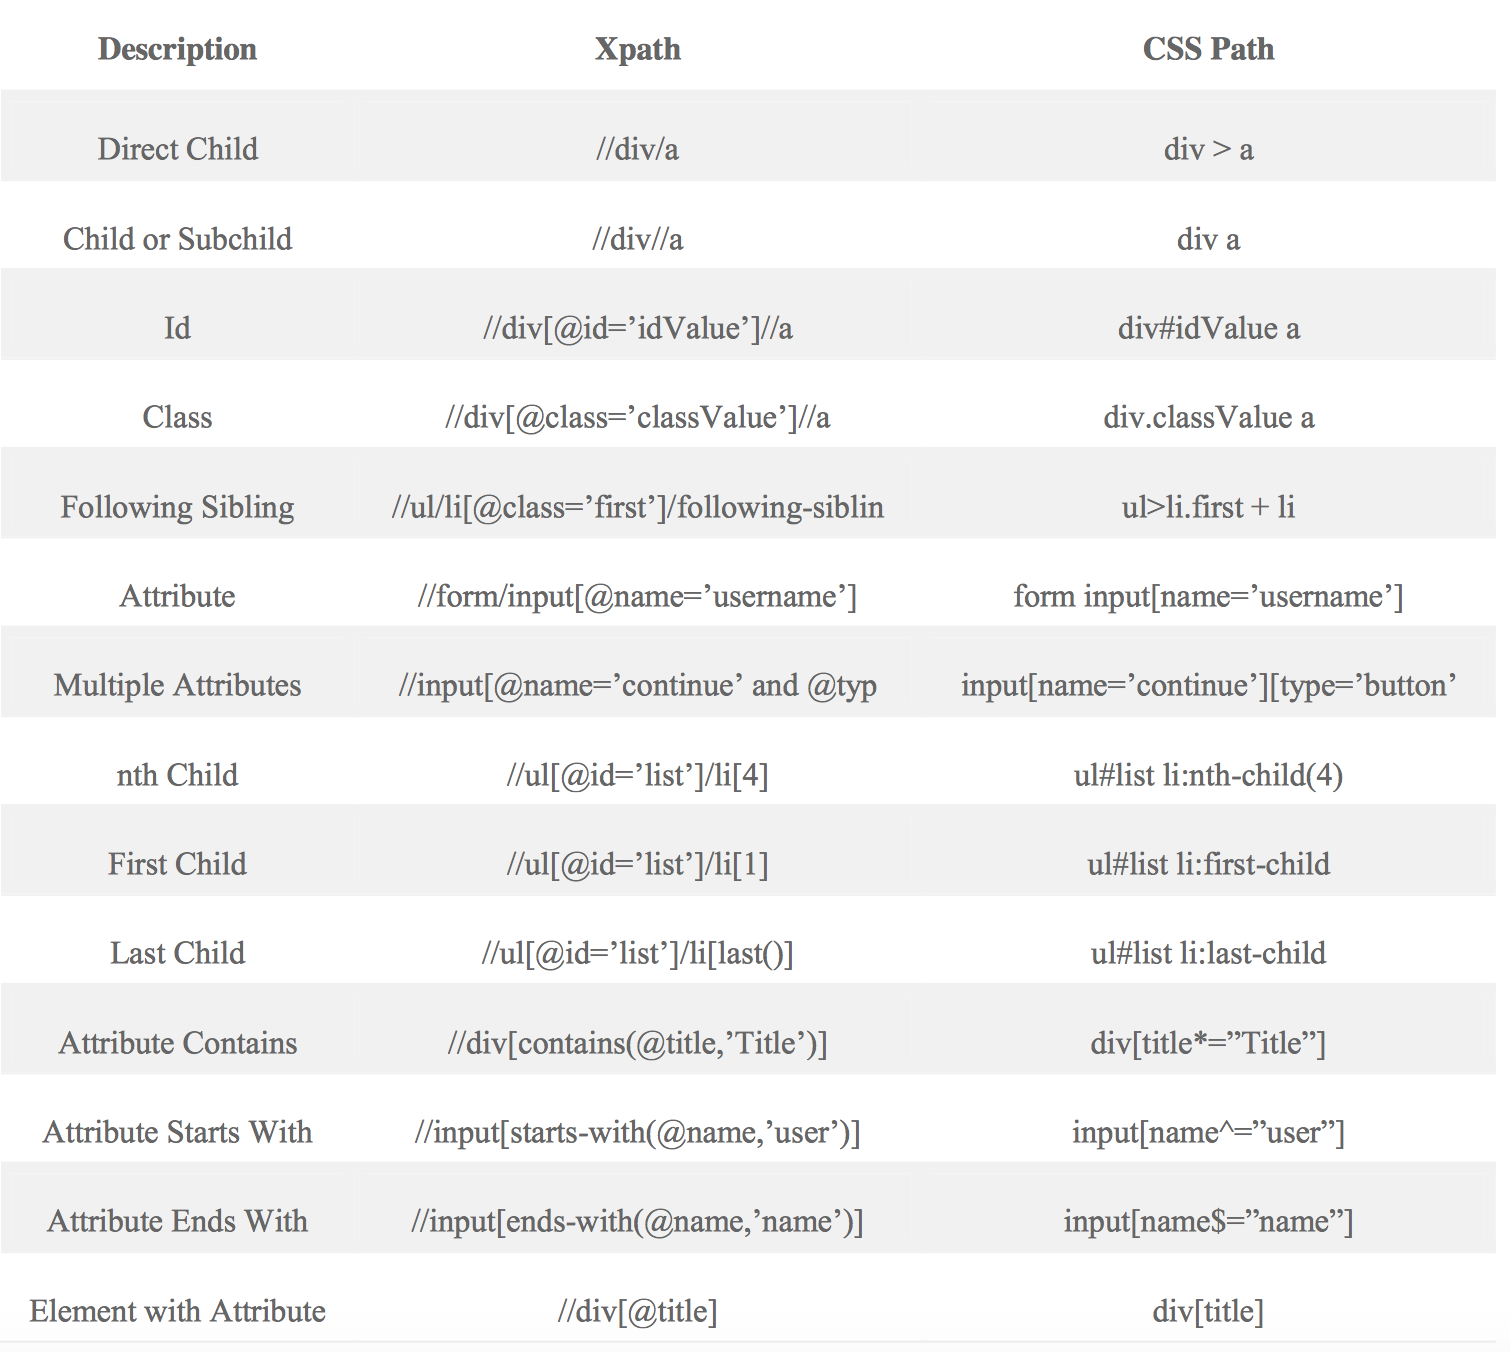 Description Xpath CSS Path
Direct Child //div/a div > a
Child or Subchild //div//a div a
Id //div[@id=’idValue’]//a div#idValue a
Class //div[@class=’classValue’]//a div.classValue a
Following Sibling //ul/li[@class=’first’]/following-siblin ul>li.first + li
Attribute //form/input[@name=’username’] form input[name=’username’]
Multiple Attributes //input[@name=’continue’ and @typ input[name=’continue’][type=’button’
nth Child //ul[@id=’list’]/li[4] ul#list li:nth-child(4)
First Child //ul[@id=’list’]/li[1] ul#list li:first-child
Last Child //ul[@id=’list’]/li[last()] ul#list li:last-child
Attribute Contains //div[contains(@title,’Title’)] div[title*=”Title”]
Attribute Starts With //input[starts-with(@name,’user’)] input[name^=”user”]
Attribute Ends With //input[ends-with(@name,’name’)] input[name$=”name”]
Element with Attribute //div[@title] div[title]